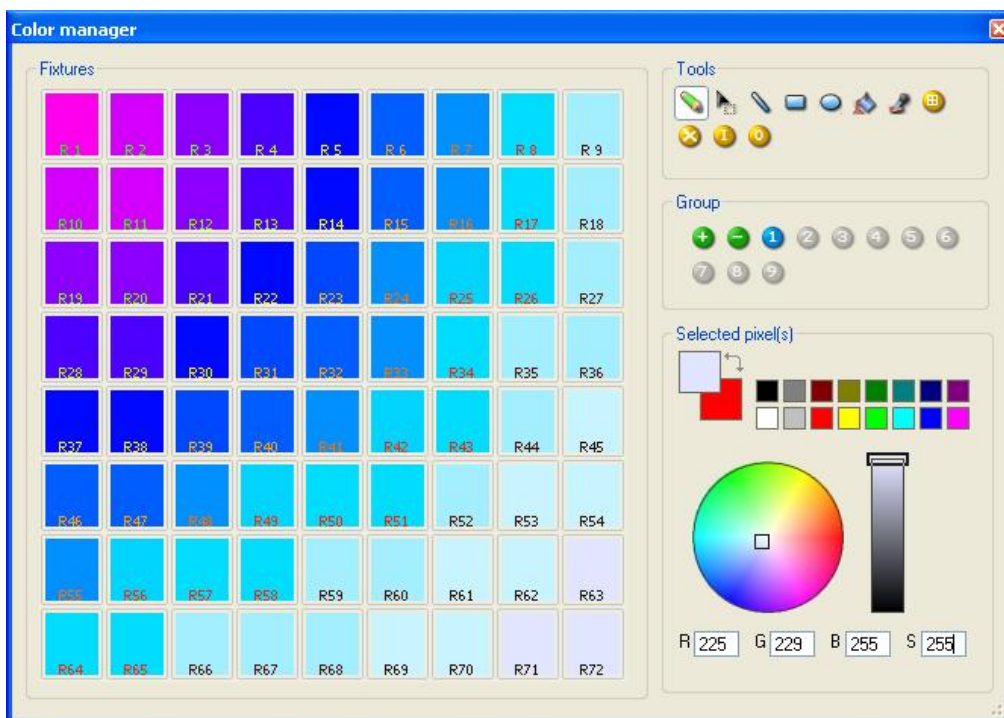 Color manager
Fixtures
R 1 R 2 R 3 R 4 R 5 R 6 R 7 R 8 R 9
R10 R11 R12 R13 R14 R15 R16 R17 R18
R19 R20 R21 R22 R23 R24 R25 R26 R27
R28 R29 R30 R31 R32 R33 R34 R35 R36
R37 R38 R39 R40 R41 R42 R43 R44 R45
R46 R47 R48 R49 R50 R51 R52 R53 R54
R55 R56 R57 R58 R59 R60 R61 R62 R63
R64 R65 R66 R67 R68 R69 R70 R71 R72
Tools
I O
Group
1 2 3 4 5 6
7 8 9
Selected pixel(s)
R 225 G 229 B 255 S 255